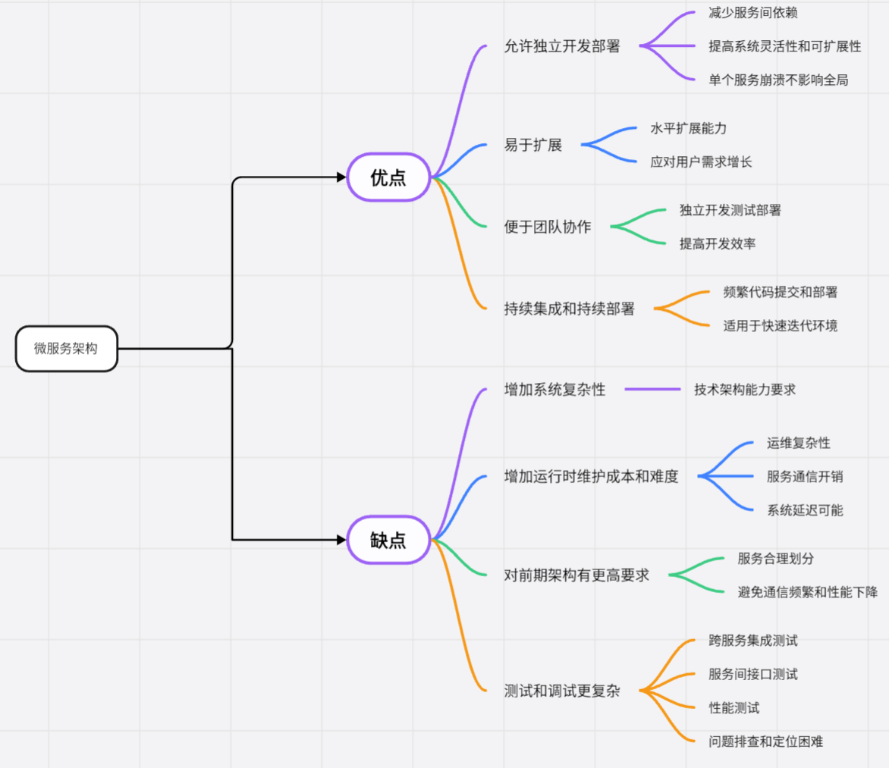 微服务架构
优点
允许独立开发部署
减少服务间依赖
提高系统灵活性和可扩展性
单个服务崩溃不影响全局
易于扩展
水平扩展能力
应对用户需求增长
便于团队协作
独立开发测试部署
提高开发效率
持续集成和持续部署
频繁代码提交和部署
适用于快速迭代环境
缺点
增加系统复杂性
技术架构能力要求
增加运行时维护成本和难度
运维复杂性
服务通信开销
系统延迟可能
对前期架构有更高要求
服务合理划分
避免通信频繁和性能下降
测试和调试更复杂
跨服务集成测试
服务间接口测试
性能测试
问题排查和定位困难